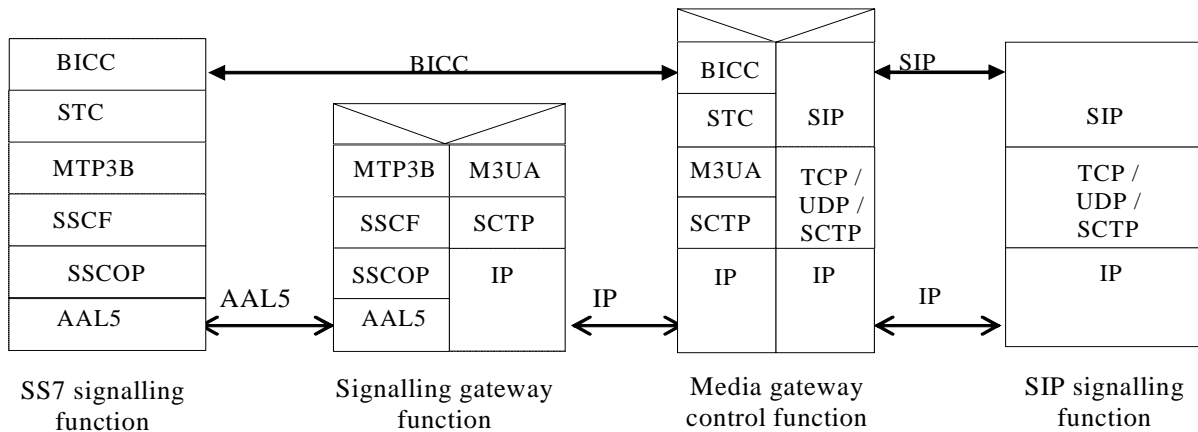 BICC
STC
MTP3B
SSCF
SSCOP
AAL5
SS7 signalling
function
BICC
AAL5
MTP3B
SSCF
SSCOP
AAL5
M3UA
SCTP
IP
Signalling gateway
function
IP
BICC
STC
M3UA
SCTP
IP
SIP
TCP /
UDP /
SCTP
IP
Media gateway
control function
SIP
IP
SIP
TCP /
UDP /
SCTP
IP
SIP signalling
function